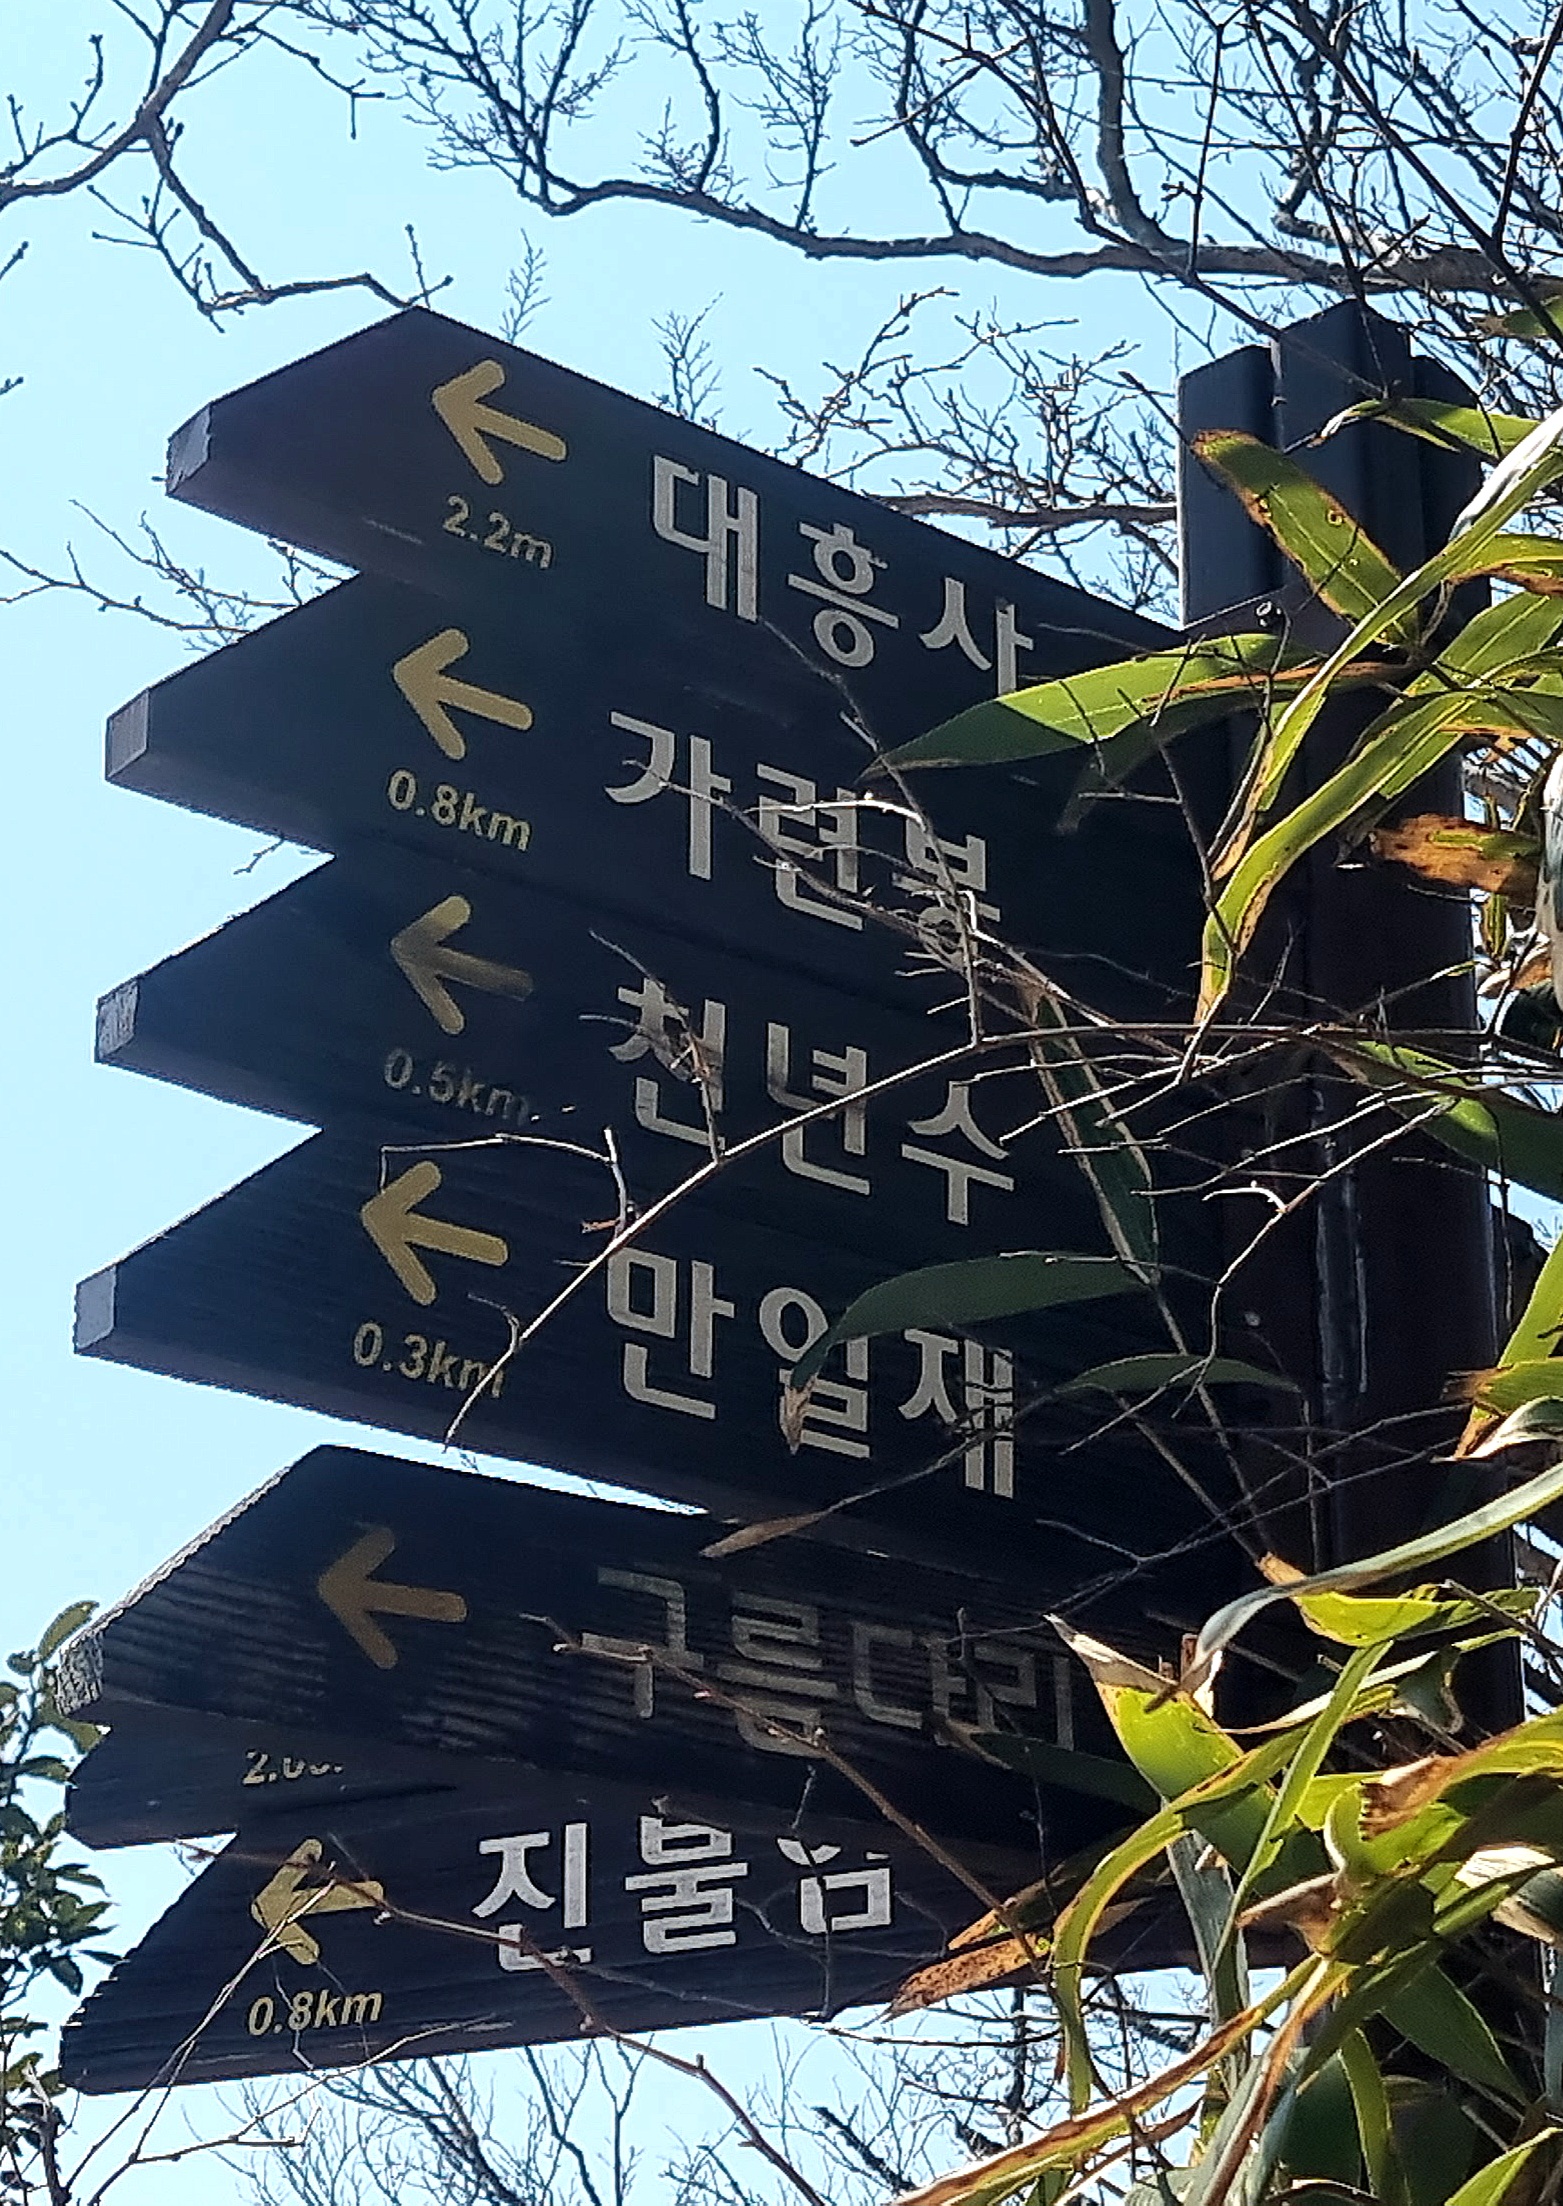 대흥사
2.2m
가련봉
0.8km
천년수
0.5km
만일재
0.3km
구름다리
진불
0.8km